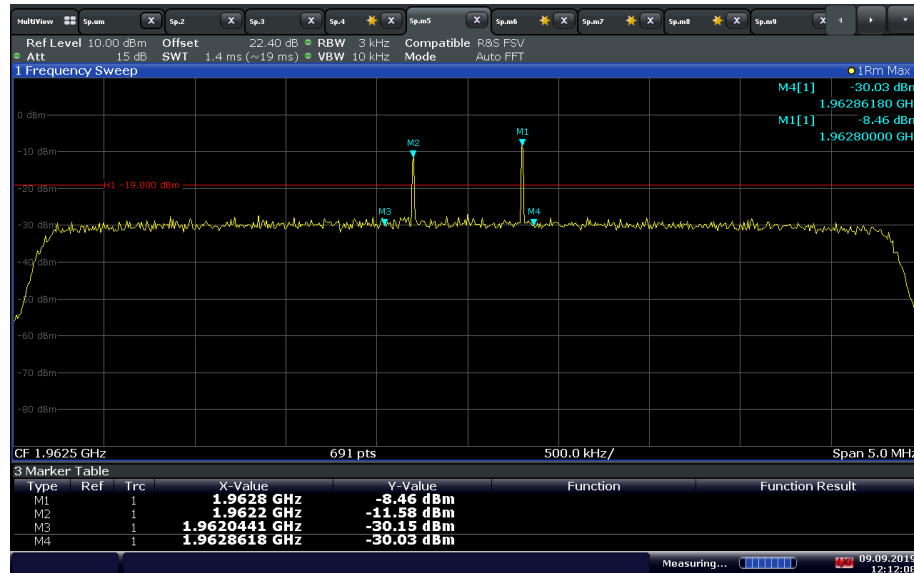 MultiView Sp.um X Sp.2 X Sp.3 X Sp.4 X Sp.m5 X Sp.m6 X Sp.m7 X Sp.m8 X Sp.m9 X
Ref Level 10.00 dBm Offset 22.40 dB RBW 3 kHz Compatible R&S FSV
Att 15 dB SWT 1.4 ms (~19 ms) VBW 10 kHz Mode Auto FFT
1 Frequency Sweep 1Rm Max
M4[1] -30.03 dBm
1.96286180 GH
M1[1] -8.46 dBm
1.96280000 GH
0 dBm
M1
M2
-10 dBm
H1 -19.000 dBm
-20 dBm
M3 M4
-30 dBm
-40 dBm
-50 dBm
-60 dBm
-70 dBm
-80 dBm
CF 1.9625 GHz 691 pts 500.0 kHz/ Span 5.0 MHz
3 Marker Table
Type Ref Trc X-Value Y-Value Function Function Result
M1 1 1.9628 GHz -8.46 dBm
M2 1 1.9622 GHz -11.58 dBm
M3 1 1.9620441 GHz -30.15 dBm
M4 1 1.9628618 GHz -30.03 dBm
Measuring... 09.09.2019
12:12:08